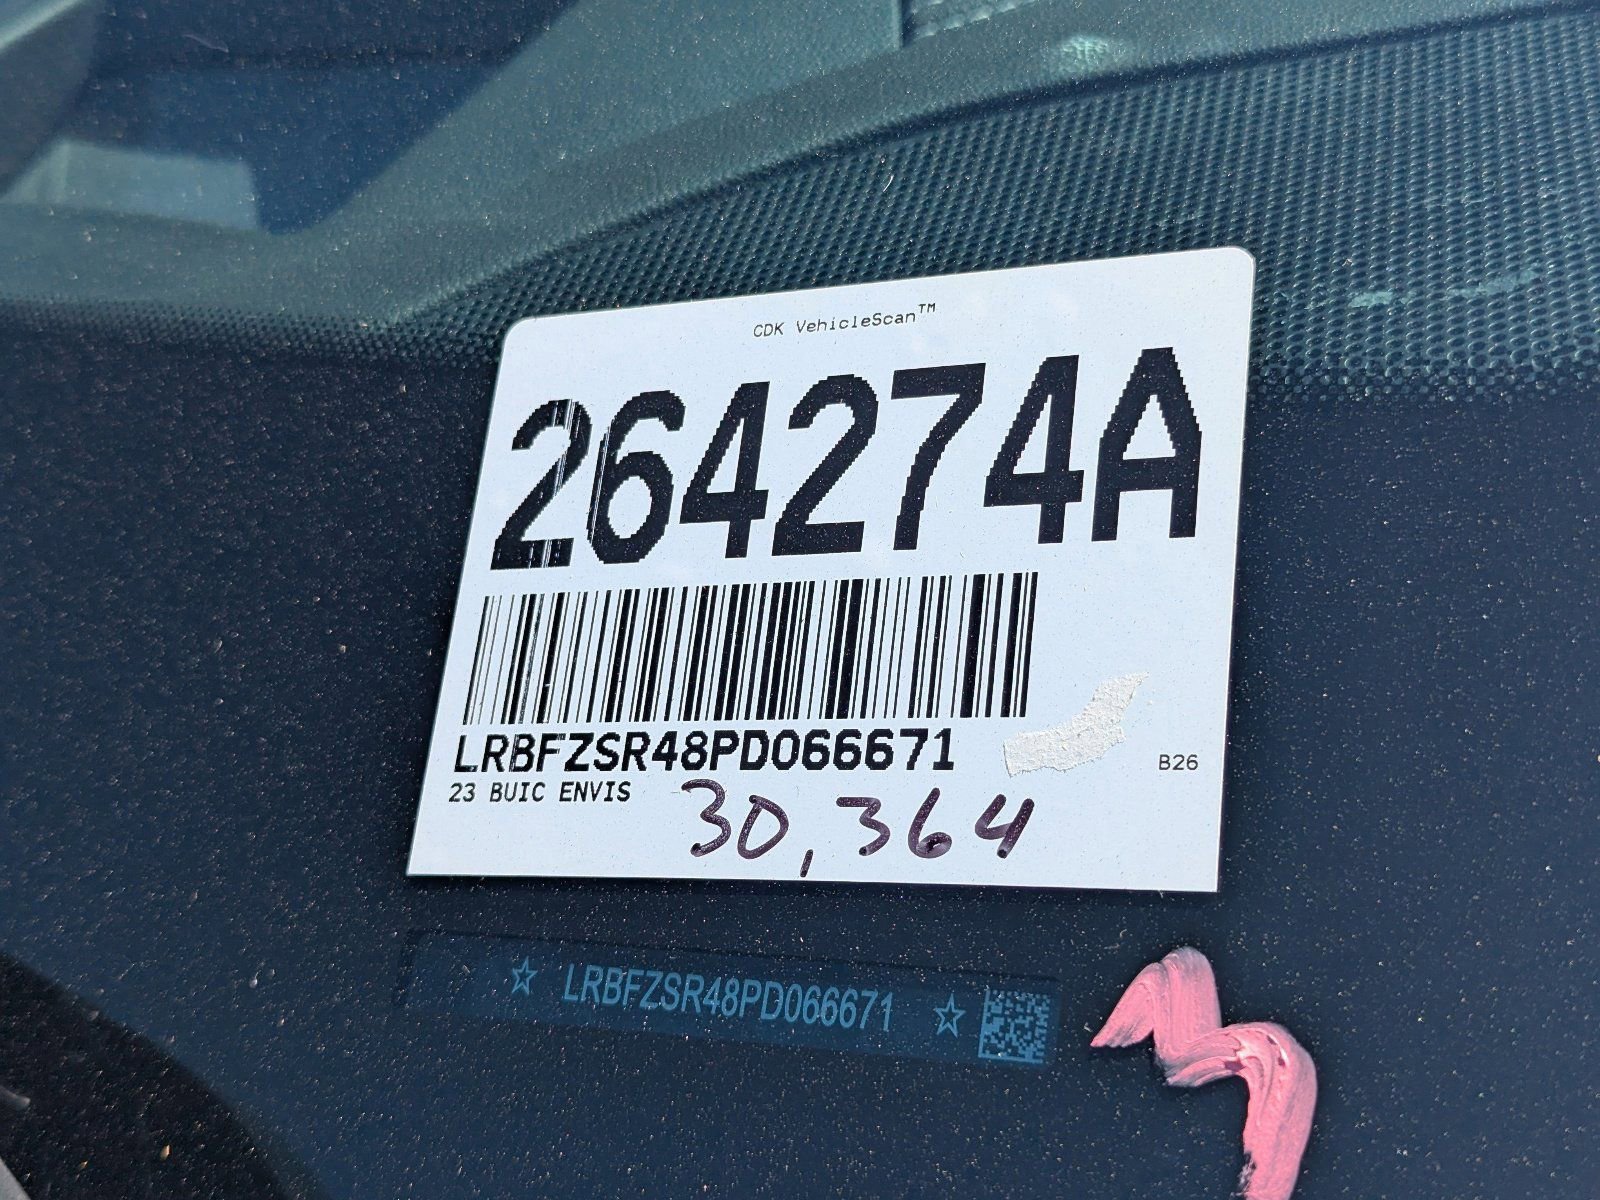 CDK VehicleScan™
264274A
LRBFZSR48PD066671
B26
23 BUIC ENVIS
30,364
☆ LRBFZSR48PD066671 ☆